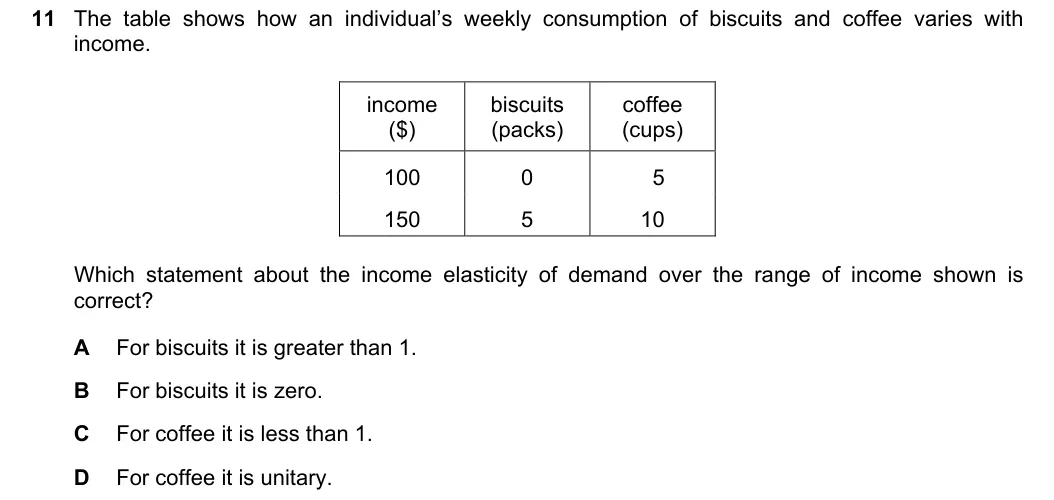 11 The table shows how an individual's weekly consumption of biscuits and coffee varies with
income.
income biscuits coffee
($) (packs) (cups)
100 0 5
150 5 10
Which statement about the income elasticity of demand over the range of income shown is
correct?
A For biscuits it is greater than 1.
B For biscuits it is zero.
C For coffee it is less than 1.
D For coffee it is unitary.